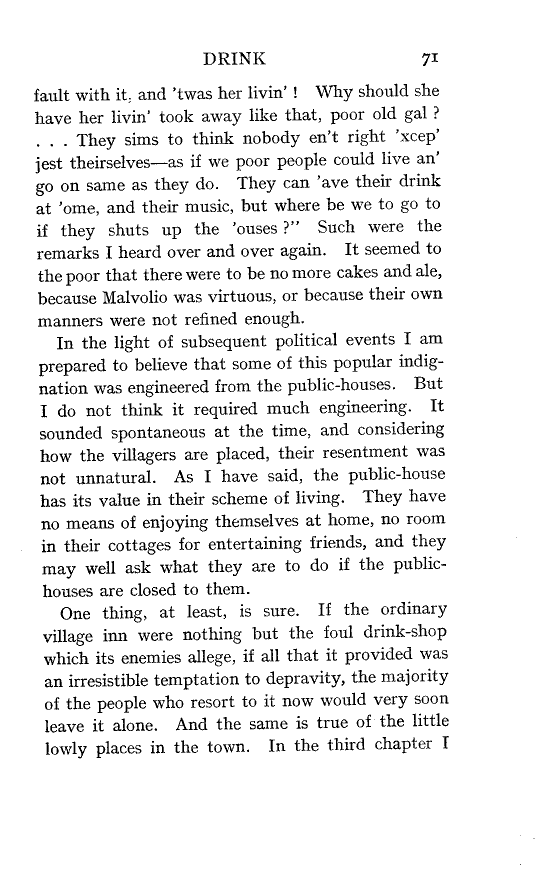 DRINK 71
fault with it, and 'twas her livin' ! Why should she
have her livin' took away like that, poor old gal ?
. . . They sims to think nobody en't right 'xcep'
jest theirselves—as if we poor people could live an'
go on same as they do. They can 'ave their drink
at 'ome, and their music, but where be we to go to
if they shuts up the 'ouses ?" Such were the
remarks I heard over and over again. It seemed to
the poor that there were to be no more cakes and ale,
because Malvolio was virtuous, or because their own
manners were not refined enough.
In the light of subsequent political events I am
prepared to believe that some of this popular indig-
nation was engineered from the public-houses. But
I do not think it required much engineering. It
sounded spontaneous at the time, and considering
how the villagers are placed, their resentment was
not unnatural. As I have said, the public-house
has its value in their scheme of living. They have
no means of enjoying themselves at home, no room
in their cottages for entertaining friends, and they
may well ask what they are to do if the public-
houses are closed to them.
One thing, at least, is sure. If the ordinary
village inn were nothing but the foul drink-shop
which its enemies allege, if all that it provided was
an irresistible temptation to depravity, the majority
of the people who resort to it now would very soon
leave it alone. And the same is true of the little
lowly places in the town. In the third chapter I